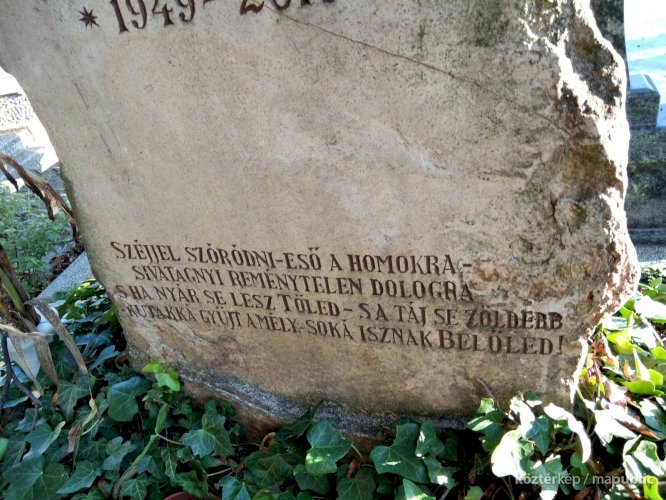 * 1949-
SZÉJJEL SZÓRÓDNI-ESŐ A HOMOKRA-
SIVATAGNYI REMÉNYTELEN DOLOGRA
S HA NYÁR SE LESZ TŐLED - S A TÁJ SE ZÖLDEBB
KUTAKKÁ GYŰJT A MÉLY-SOKÁ ISZNAK BELŐLED!
köztérkép / mapublic